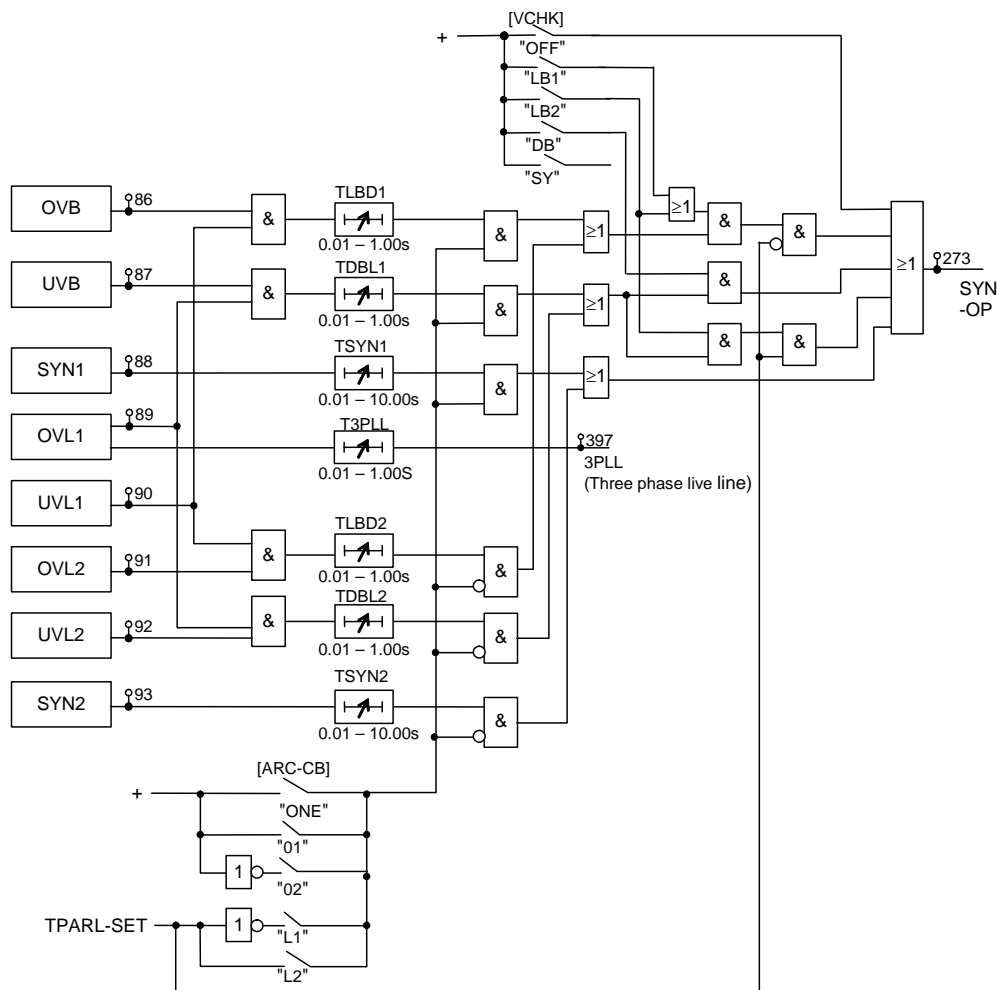 [VCHK]
+
"OFF"
"LB1"
"LB2"
"DB"
"SY"
OVB
86
&
TLBD1
0.01 – 1.00s
&
≥1
≥1
&
&
≥1
273
SYN
-OP
UVB
87
&
TDBL1
0.01 – 1.00s
&
≥1
&
SYN1
88
TSYN1
0.01 – 10.00s
&
≥1
&
&
OVL1
89
T3PLL
0.01 – 1.00S
397
3PLL
(Three phase live line)
UVL1
90
OVL2
91
&
TLBD2
0.01 – 1.00s
&
UVL2
92
&
TDBL2
0.01 – 1.00s
&
SYN2
93
TSYN2
0.01 – 10.00s
&
[ARC-CB]
+
"ONE"
"01"
1
"02"
TPARL-SET
1
"L1"
"L2"